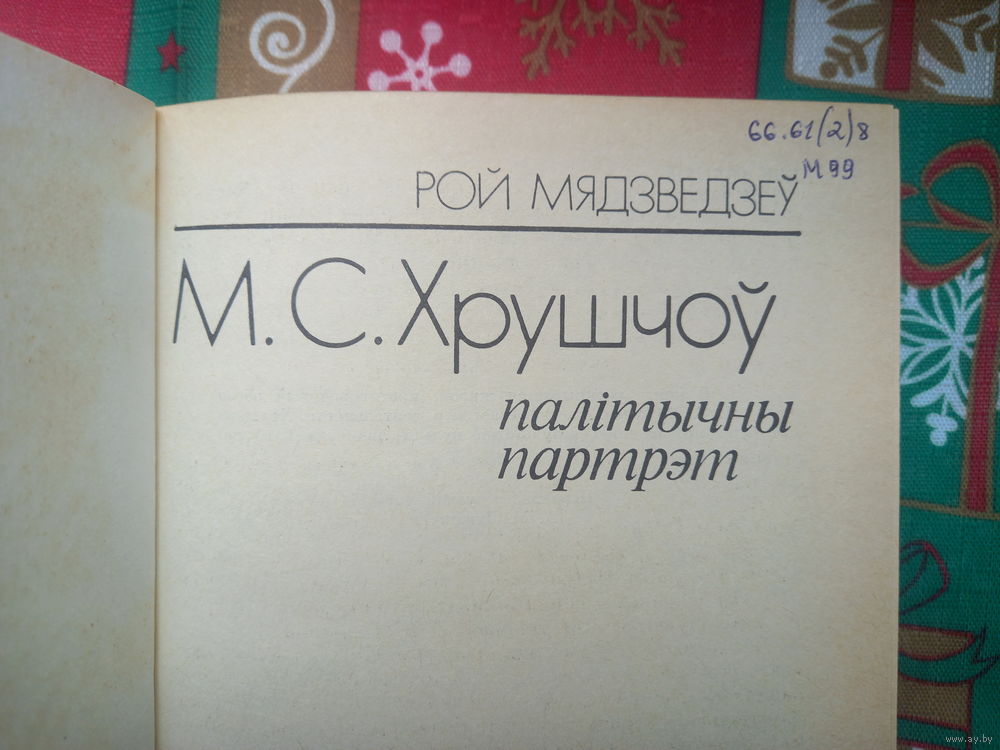 66.61(2)8
М99
РОЙ МЯДЗВЕДЗЕЎ
М. С. Хрушчоў
палітычны
партрэт
www.ay.by